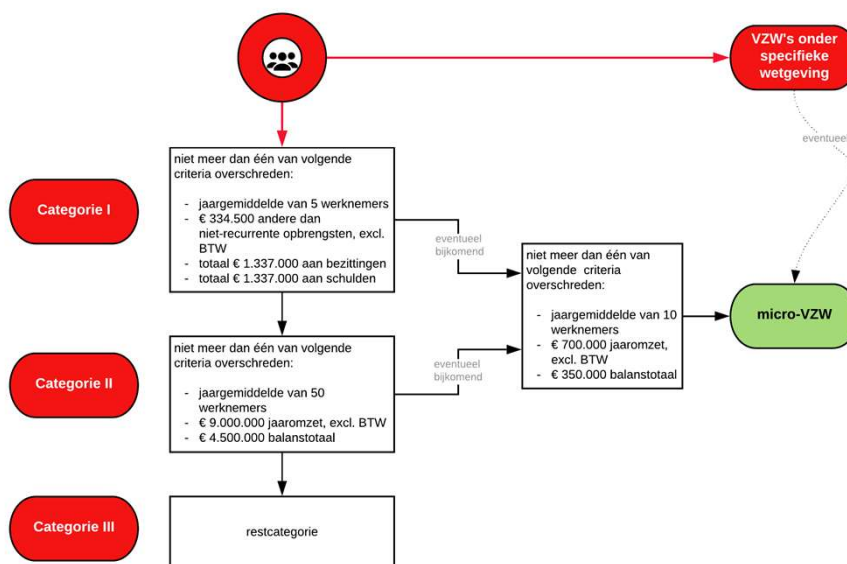 VZW's onder
specifieke
wetgeving
eventueel
niet meer dan één van volgende
criteria overschreden:
- jaargemiddelde van 5 werknemers
- € 334.500 andere dan
niet-recurrente opbrengsten, excl.
BTW
- totaal € 1.337.000 aan bezittingen
- totaal € 1.337.000 aan schulden
Categorie I
eventueel
bijkomend
niet meer dan één van
volgende criteria
overschreden:
- jaargemiddelde van 10
werknemers
- € 700.000 jaaromzet,
excl. BTW
- € 350.000 balanstotaal
micro-VZW
niet meer dan één van volgende
criteria overschreden:
- jaargemiddelde van 50
werknemers
- € 9.000.000 jaaromzet, excl. BTW
- € 4.500.000 balanstotaal
Categorie II
eventueel
bijkomend
Categorie III
restcategorie